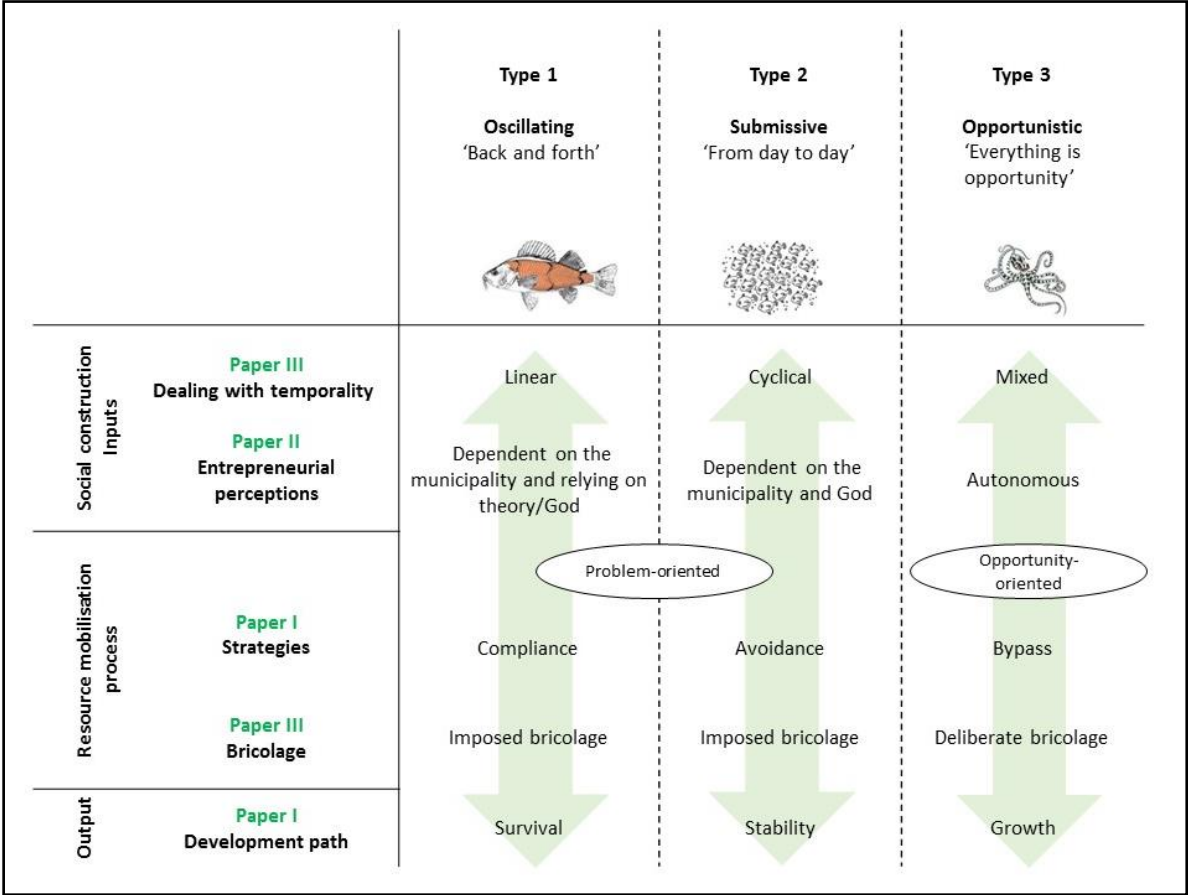 Type 1
Type 2
Type 3
Oscillating
'Back and forth'
Submissive
'From day to day'
Opportunistic
'Everything is
opportunity'
Social construction
Inputs
Paper III
Dealing with temporality
Linear
Cyclical
Mixed
Paper II
Entrepreneurial
perceptions
Dependent on the
municipality and relying on
theory/God
Dependent on the
municipality and God
Autonomous
Problem-oriented
Opportunity-
oriented
Resource mobilisation
process
Paper I
Strategies
Compliance
Avoidance
Bypass
Paper III
Bricolage
Imposed bricolage
Imposed bricolage
Deliberate bricolage
Output
Paper I
Development path
Survival
Stability
Growth